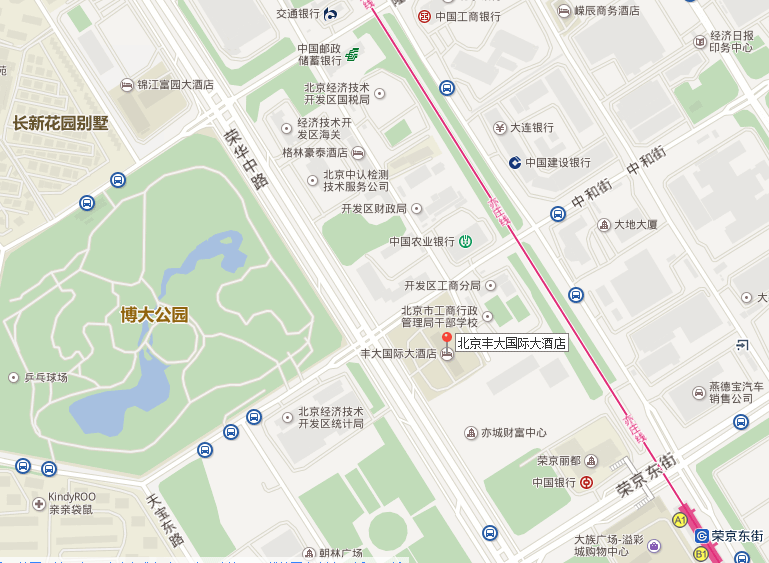 交通银行
中国工商银行
嵘辰商务酒店
经济日报
印务中心
线
中国邮政
储蓄银行
锦江富园大酒店
北京经济技术
开发区国税局
长新花园别墅
经济技术开
发区海关
大连银行
荣华中路
格林豪泰酒店
中国建设银行
中和街
中和街
北京中认检测
技术服务公司
开发区财政局
亦庄线
大地大厦
中国农业银行
开发区工商分局
大
博大公园
北京市工商行政
管理局干部学校
北京丰大国际大酒店
丰大国际大酒店
乒乓球场
燕德宝汽车
销售公司
北京经济技术
开发区统计局
亦庄线
亦城财富中心
荣京丽都
荣京东街
中国银行
KindyROO
亲亲袋鼠
天宝东路
A1
荣京东街
大族广场-溢彩
城购物中心
B1
朝林广场